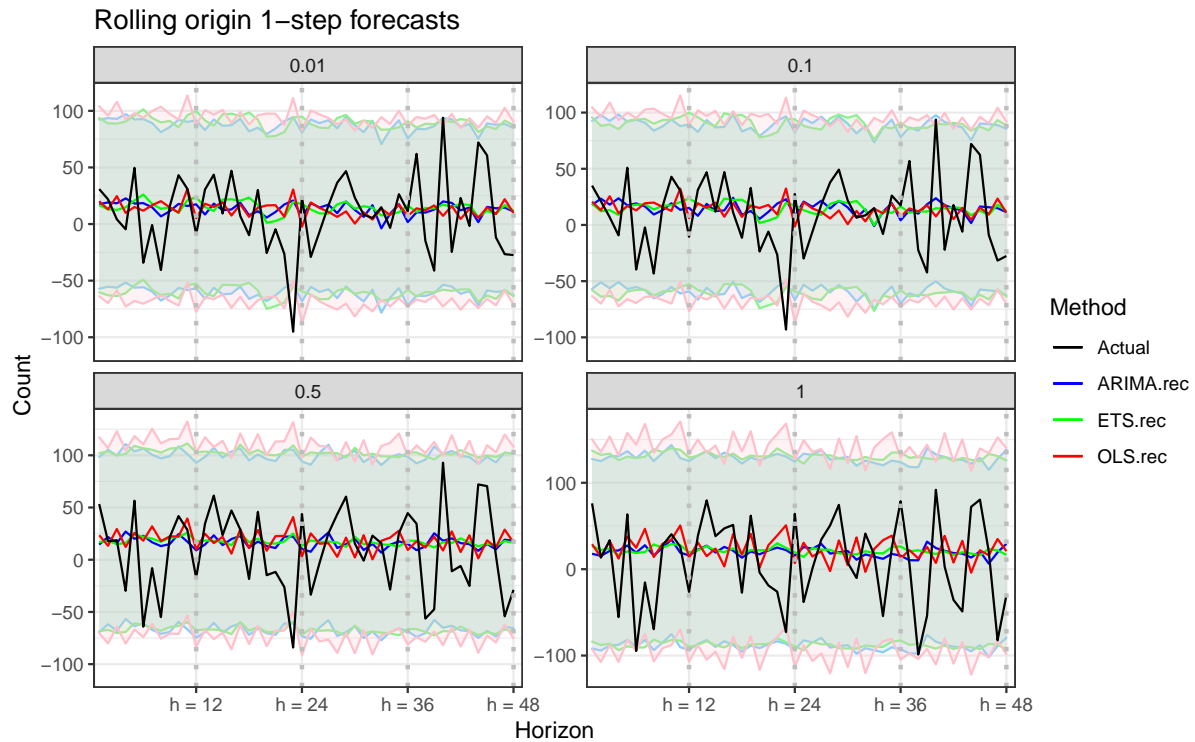 Rolling origin 1−step forecasts
0.01
0.1
100
50
0
−50
−100
100
50
0
−50
−100
Count
0.5
1
100
50
0
−50
−100
100
0
−100
h = 12
h = 24
h = 36
h = 48
h = 12
h = 24
h = 36
h = 48
Horizon
Method
Actual
ARIMA.rec
ETS.rec
OLS.rec